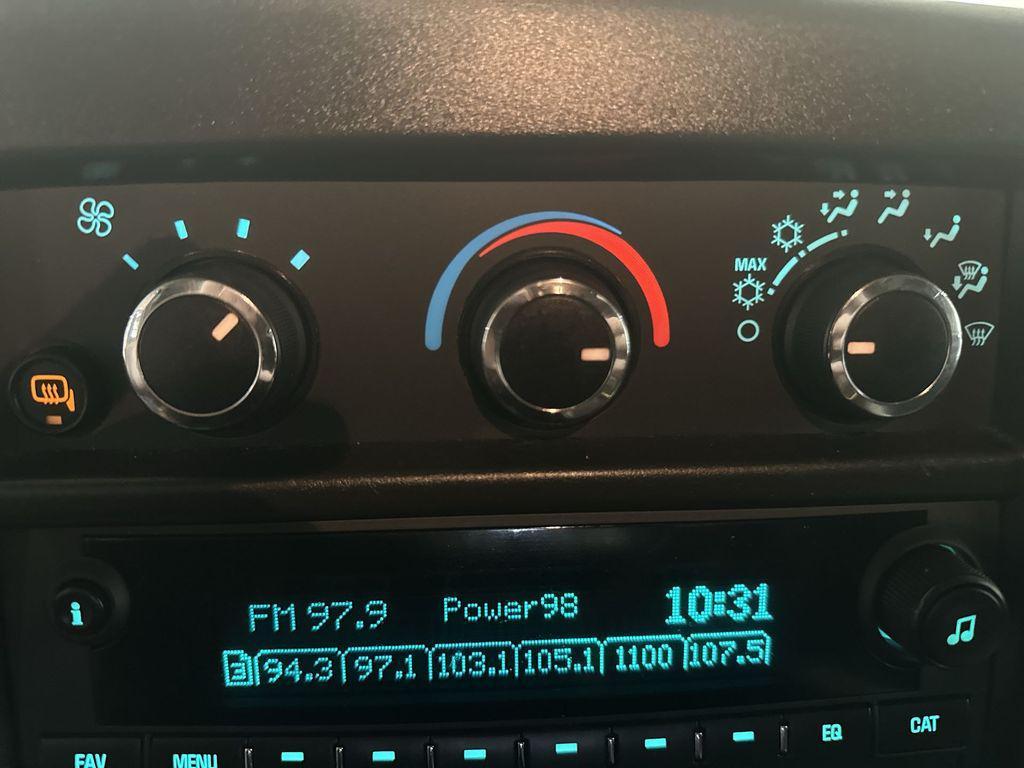 MAX
FM 97.9 Power98 10:31
3 94.3 97.1 103.1 105.1 1100 107.5
i
FAV MENU EQ CAT